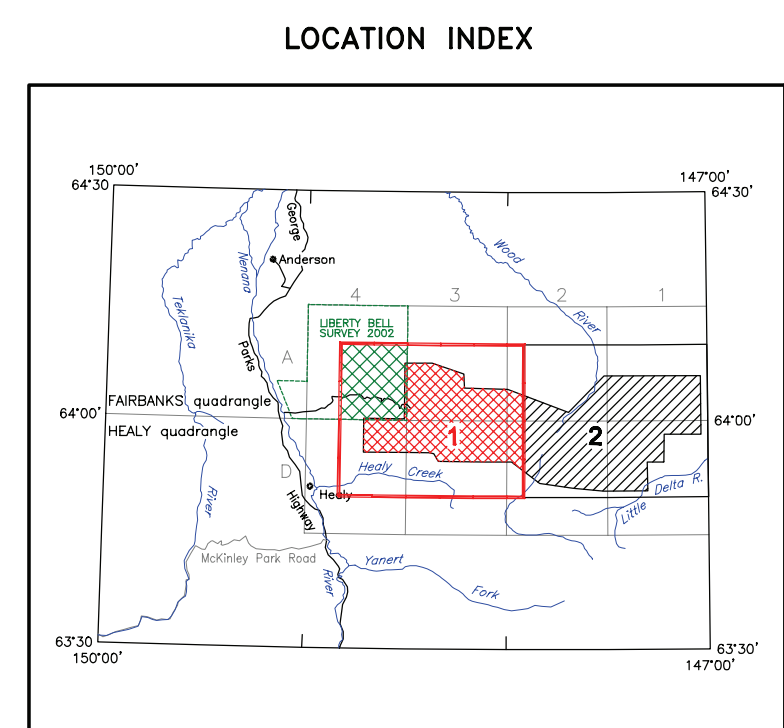 LOCATION INDEX
150°00'
147°00'
64°30
64°30'
George
Wood
Anderson
Nenana
4
3
2
1
Teklanika
River
LIBERTY BELL
SURVEY 2002
Parks
A
FAIRBANKS quadrangle
64°00'
64°00'
HEALY quadrangle
1
2
D
Healy Creek
Healy
Highway
River
Little Delta R.
McKinley Park Road
Yanert Fork
River
63°30
63°30'
150°00'
147°00'